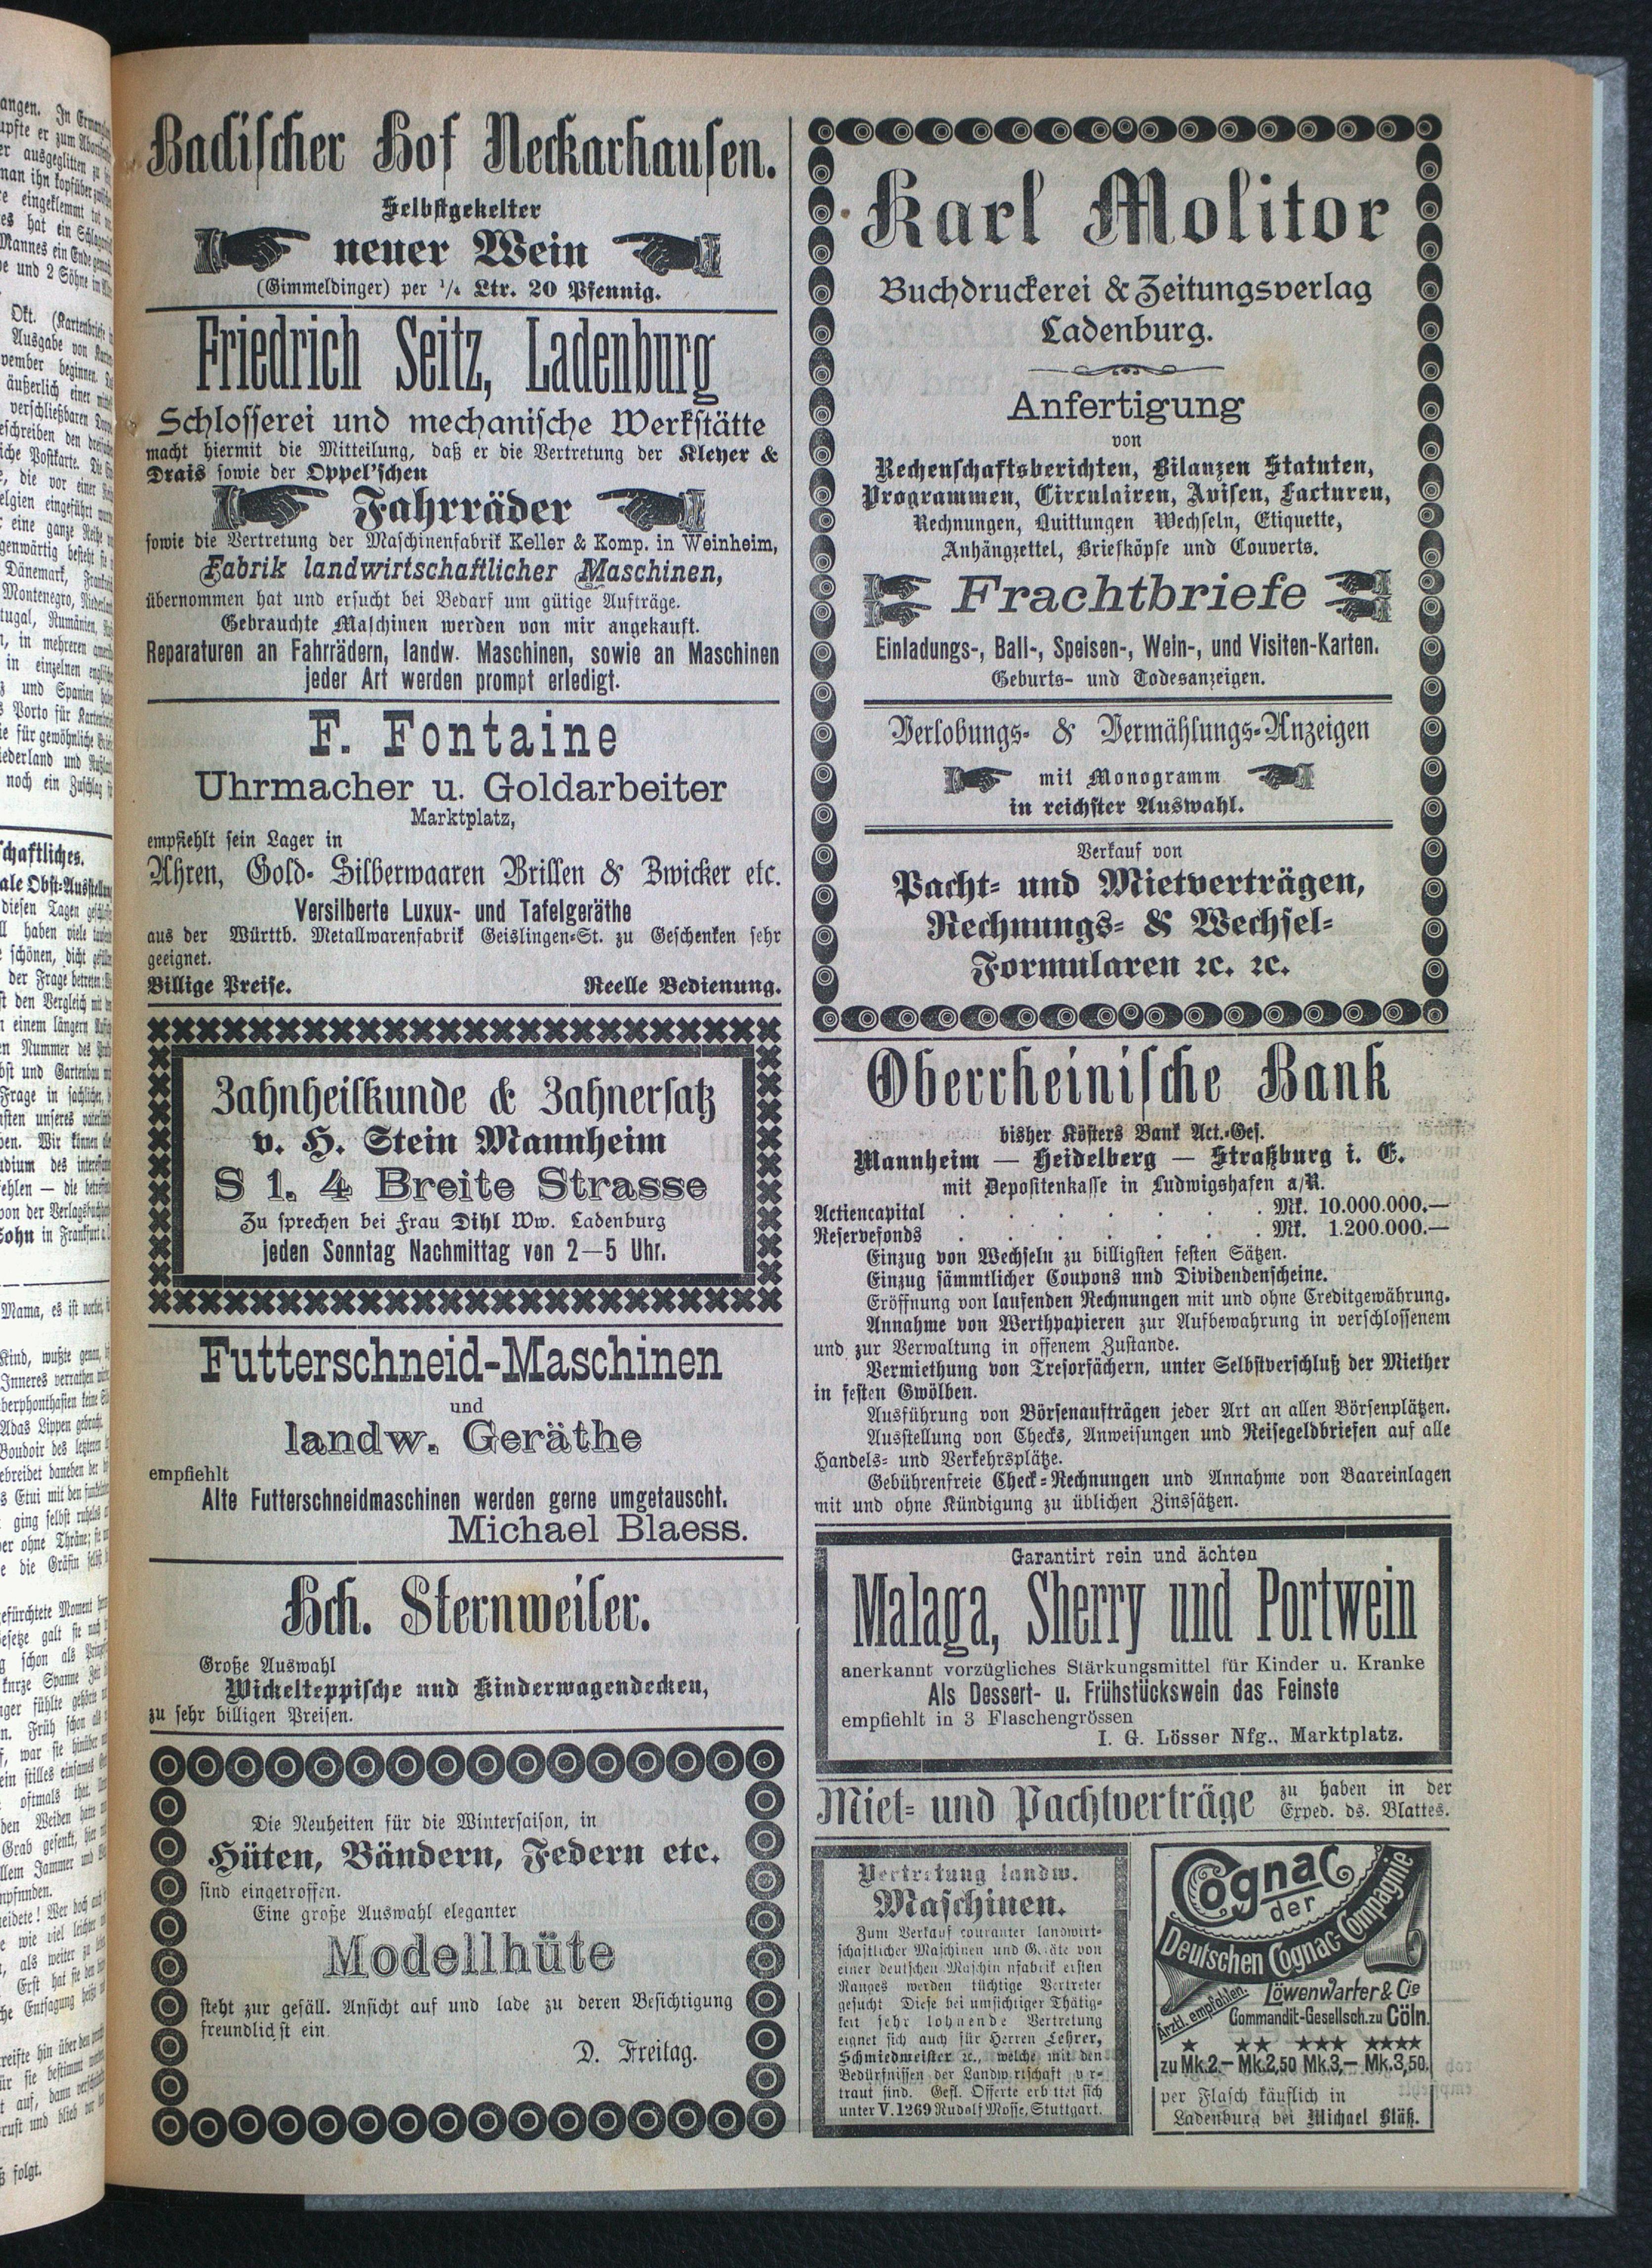 Badischer Hof Neckarhausen.
Selbstgekelter
neuer Wein
(Gimmeldinger) per ¼ Ltr. 20 Pfennig.
Friedrich Seitz, Ladenburg
Schlosserei und mechanische Werkstätte
macht hiermit die Mitteilung, daß er die Vertretung der Kleyer &
Drais sowie der Oppel'schen
Fahrräder
sowie die Vertretung der Maschinenfabrik Keller & Komp. in Weinheim,
Fabrik landwirtschaftlicher Maschinen,
übernommen hat und ersucht bei Bedarf um gütige Aufträge.
Gebrauchte Maschinen werden von mir angekauft.
Reparaturen an Fahrrädern, landw. Maschinen, sowie an Maschinen
jeder Art werden prompt erledigt.
F. Fontaine
Uhrmacher u. Goldarbeiter
Marktplatz,
empfiehlt sein Lager in
Uhren, Gold- Silberwaaren Brillen & Zwicker etc.
Versilberte Luxux- und Tafelgeräthe
aus der Württb. Metallwarenfabrik Geislingen-St. zu Geschenken sehr
geeignet.
Billige Preise. Reelle Bedienung.
Zahnheilkunde & Zahnersatz
v. H. Stein Mannheim
S 1. 4 Breite Strasse
Zu sprechen bei Frau Dihl Ww. Ladenburg
jeden Sonntag Nachmittag von 2—5 Uhr.
Futterschneid-Maschinen
und
landw. Geräthe
empfiehlt
Alte Futterschneidmaschinen werden gerne umgetauscht.
Michael Blaess.
Hch. Sternweiler.
Große Auswahl
Wickelteppische und Kinderwagendecken,
zu sehr billigen Preisen.
Die Neuheiten für die Wintersaison, in
Hüten, Bändern, Federn etc.
sind eingetroffen.
Eine große Auswahl eleganter
Modellhüte
steht zur gefäll. Ansicht auf und lade zu deren Besichtigung
freundlichst ein
D. Freitag.
Karl Molitor
Buchdruckerei & Zeitungsverlag
Ladenburg.
Anfertigung
von
Rechenschaftsberichten, Bilanzen Statuten,
Programmen, Circulairen, Avisen, Facturen,
Rechnungen, Quittungen Wechseln, Etiquette,
Anhängzettel, Briefköpfe und Couverts.
Frachtbriefe
Einladungs-, Ball-, Speisen-, Wein-, und Visiten-Karten.
Geburts- und Todesanzeigen.
Verlobungs- & Vermählungs-Anzeigen
mit Monogramm
in reichster Auswahl.
Verkauf von
Pacht- und Mietverträgen,
Rechnungs- & Wechsel-
Formularen ꝛc. ꝛc.
Oberrheinische Bank
bisher Kösters Bank Act.-Ges.
Mannheim — Heidelberg — Straßburg i. E.
mit Depositenkasse in Ludwigshafen a/R.
Actiencapital . . . . . . . Mk. 10.000.000.—
Reservefonds . . . . . . . Mk. 1.200.000.—
Einzug von Wechseln zu billigsten festen Sätzen.
Einzug sämmtlicher Coupons und Dividendenscheine.
Eröffnung von laufenden Rechnungen mit und ohne Creditgewährung.
Annahme von Werthpapieren zur Aufbewahrung in verschlossenem
und zur Verwaltung in offenem Zustande.
Vermiethung von Tresorfächern, unter Selbstverschluß der Miether
in festen Gwölben.
Ausführung von Börsenaufträgen jeder Art an allen Börsenplätzen.
Ausstellung von Checks, Anweisungen und Reisegeldbriefen auf alle
Handels- und Verkehrsplätze.
Gebührenfreie Check-Rechnungen und Annahme von Baareinlagen
mit und ohne Kündigung zu üblichen Zinssätzen.
Garantirt rein und ächten
Malaga, Sherry und Portwein
anerkannt vorzügliches Stärkungsmittel für Kinder u. Kranke
Als Dessert- u. Frühstückswein das Feinste
empfiehlt in 3 Flaschengrössen
I. G. Lösser Nfg., Marktplatz.
Miet- und Pachtverträge zu haben in der
Exped. ds. Blattes.
Vertretung landw.
Maschinen.
Zum Verkauf couranter landwirt-
schaftlicher Maschinen und Geräte von
einer deutschen Maschinenfabrik ersten
Ranges werden tüchtige Vertreter
gesucht Diese bei umsichtiger Thätig-
keit sehr lohnende Vertretung
eignet sich auch für Herren Lehrer,
Schmiedmeister ꝛc., welche mit den
Bedürfnissen der Landwirtschaft ver-
traut sind. Gefl. Offerte erbittet sich
unter V. 1269 Rudolf Mosse, Stuttgart.
Cognac
der
Deutschen Cognac-Compagnie
Löwenwarter & Cie
Ärztl. empfohlen.
Commandit-Gesellsch. zu Cöln.
★ ★★ ★★★ ★★★★
zu Mk. 2.– Mk. 2,50 Mk. 3,– Mk. 3,50.
per Flasch käuflich in
Ladenburg bei Michael Bläß.